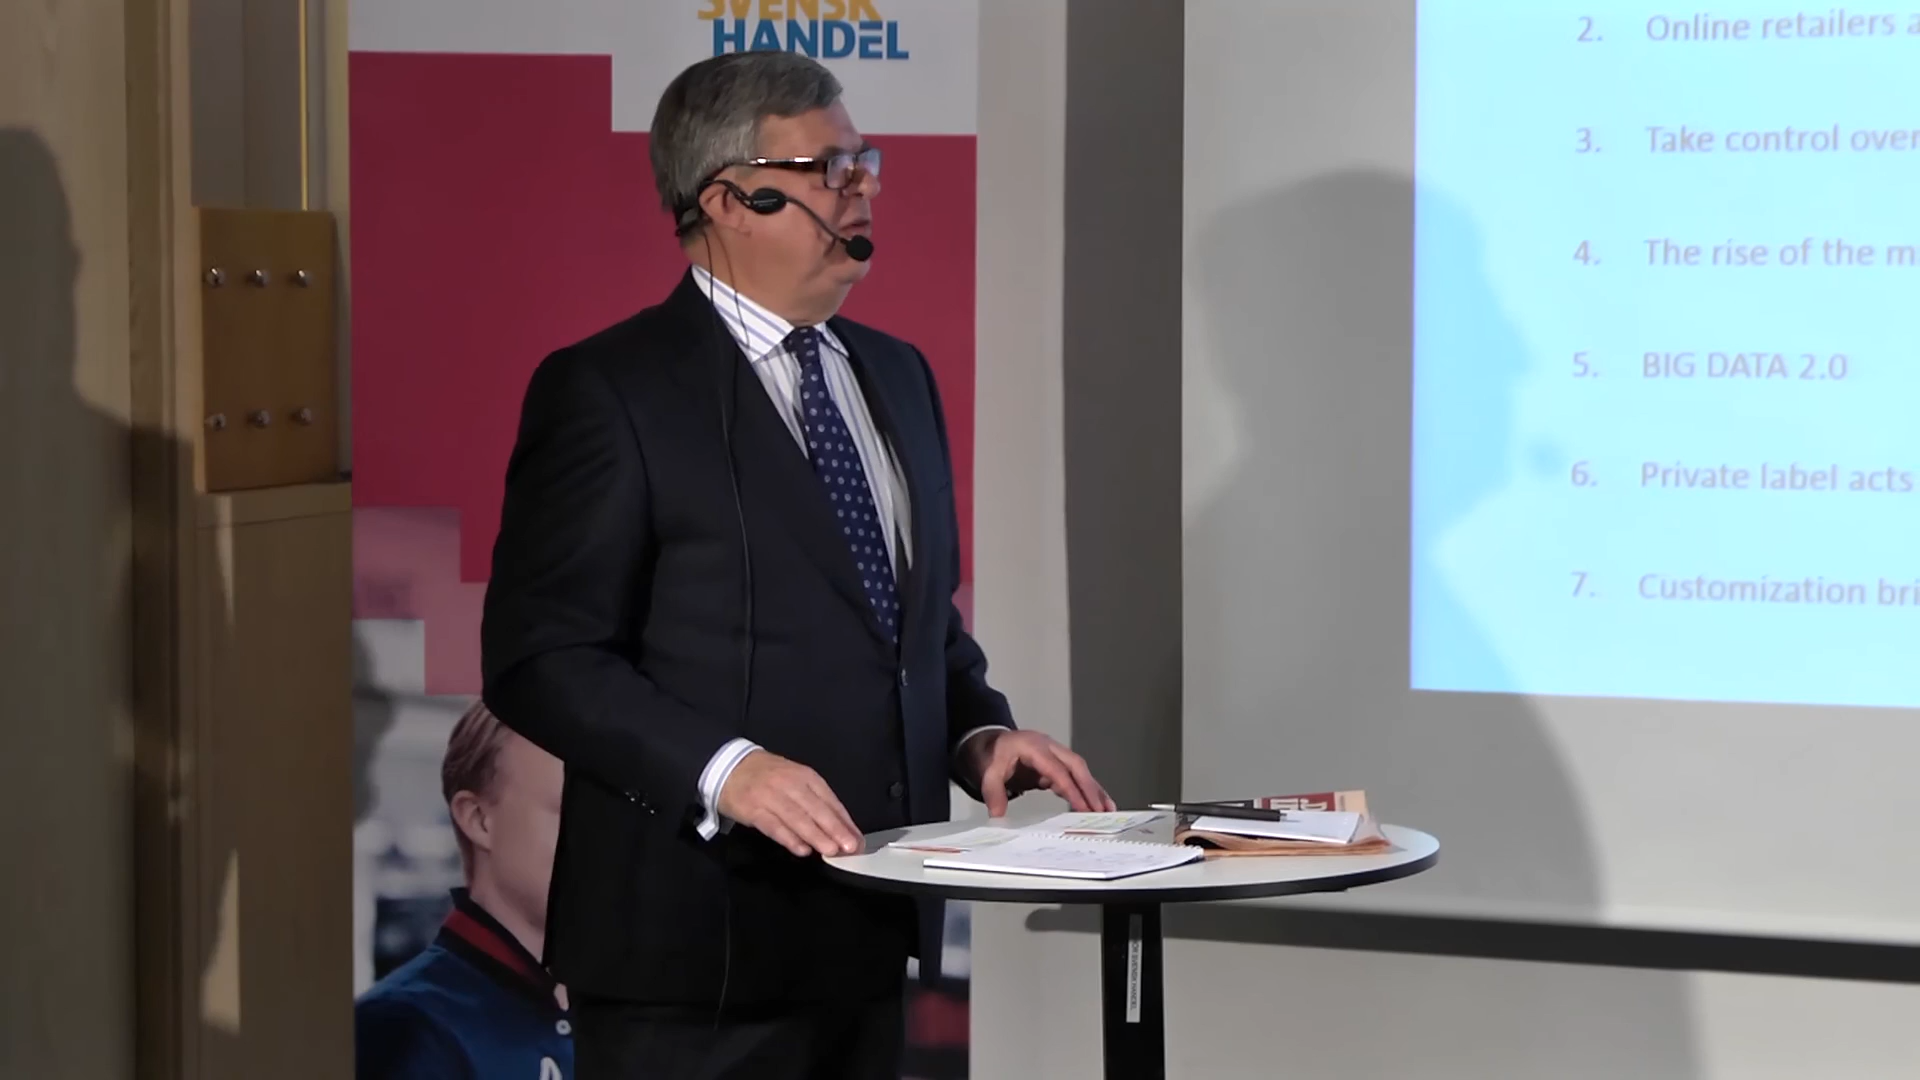 SVENSK
HANDEL
2. Online retailers a
3. Take control over
4. The rise of the m
5. BIG DATA 2.0
6. Private label acts
7. Customization bri